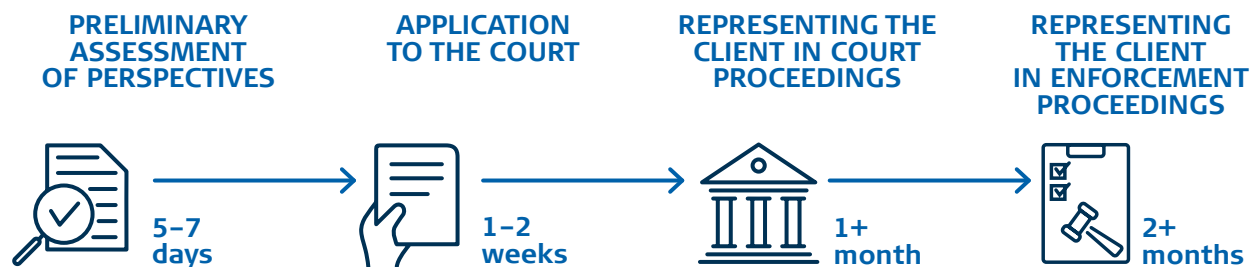 PRELIMINARY
ASSESSMENT
OF PERSPECTIVES
APPLICATION
TO THE COURT
REPRESENTING THE
CLIENT IN COURT
PROCEEDINGS
REPRESENTING
THE CLIENT
IN ENFORCEMENT
PROCEEDINGS
5–7
days
1–2
weeks
1+
month
2+
months